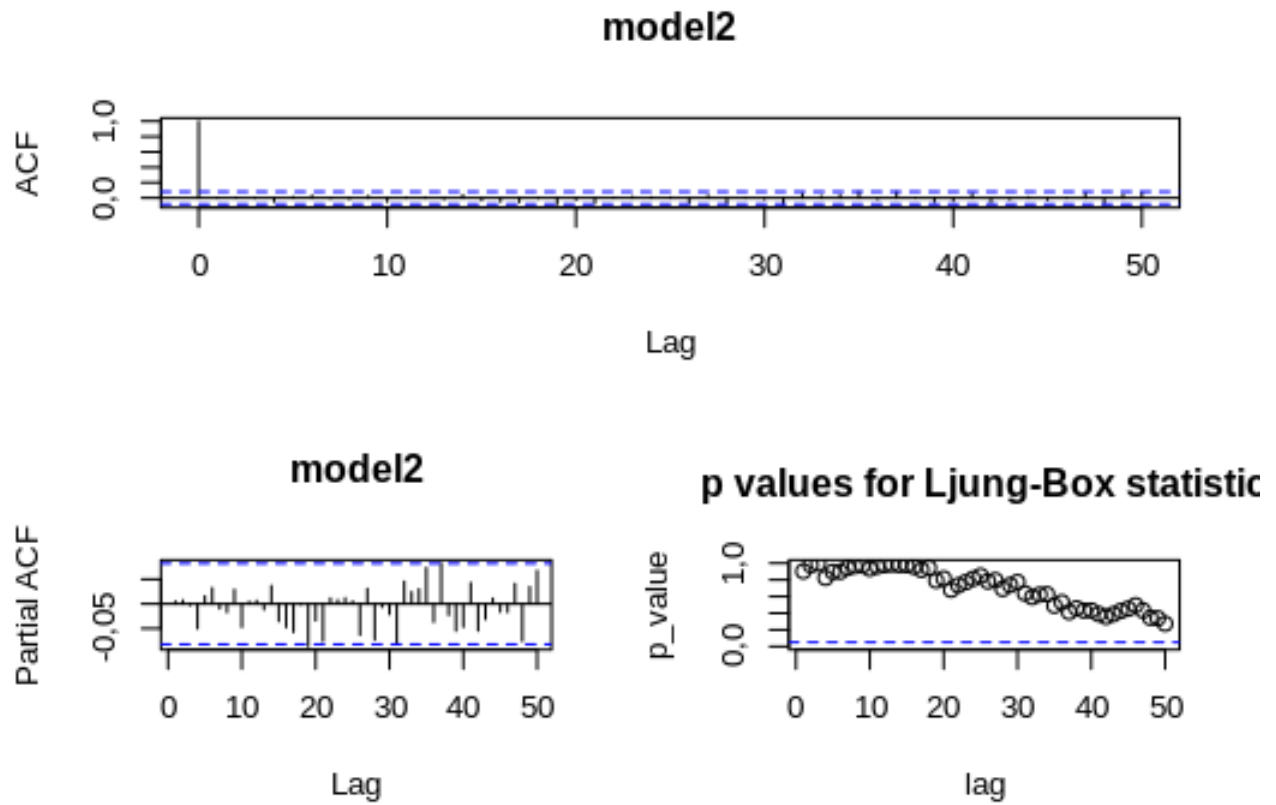 model2
ACF
1,0
0,0
0 10 20 30 40 50
Lag
model2
Partial ACF
-0,05
0 10 20 30 40 50
Lag
p values for Ljung-Box statistic
p_value
1,0
0,0
0 10 20 30 40 50
lag